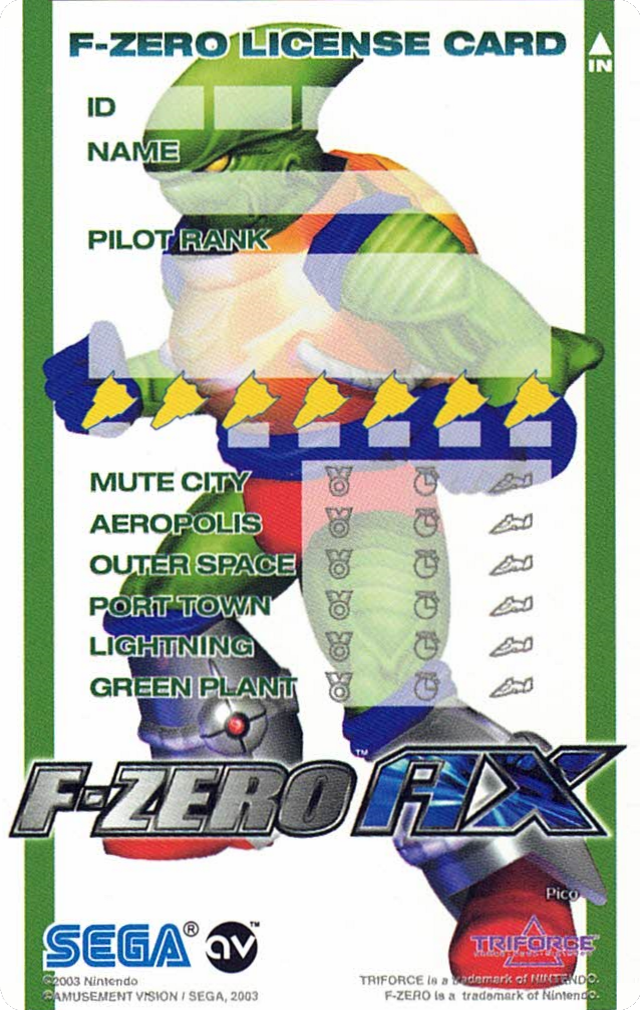 F-ZERO LICENSE CARD
IN
ID
NAME
PILOT RANK
MUTE CITY
AEROPOLIS
OUTER SPACE
PORT TOWN
LIGHTNING
GREEN PLANT
F-ZERO AX™
Pico
SEGA® av™
TRIFORCE
©2003 Nintendo
©AMUSEMENT VISION / SEGA, 2003
TRIFORCE is a trademark of NINTENDO.
F-ZERO is a trademark of Nintendo.